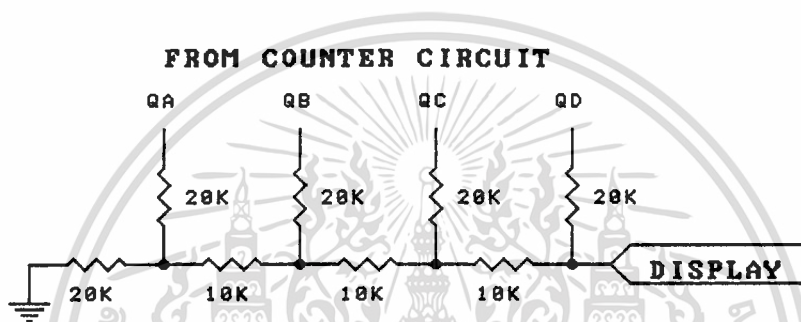 FROM COUNTER CIRCUIT
QA QB QC QD
20K 20K 20K 20K
DISPLAY
20K 10K 10K 10K